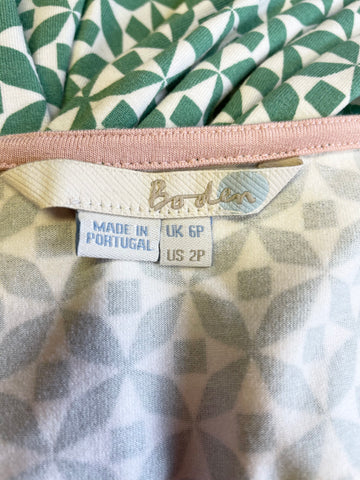 Boden
MADE IN
PORTUGAL
UK 6P
US 2P